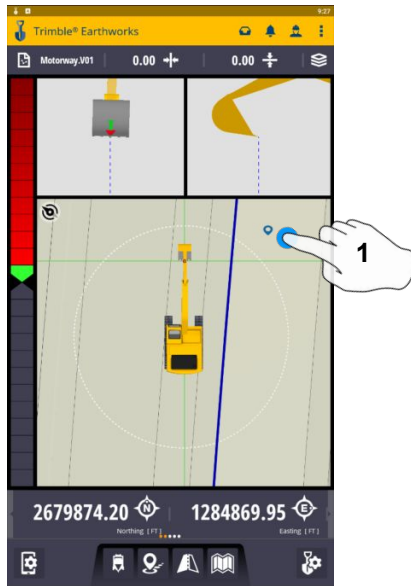 9:27
Trimble® Earthworks
Motorway.V01 0.00 0.00
1
2679874.20 N 1284869.95 E
Northing [FT] Easting [FT]